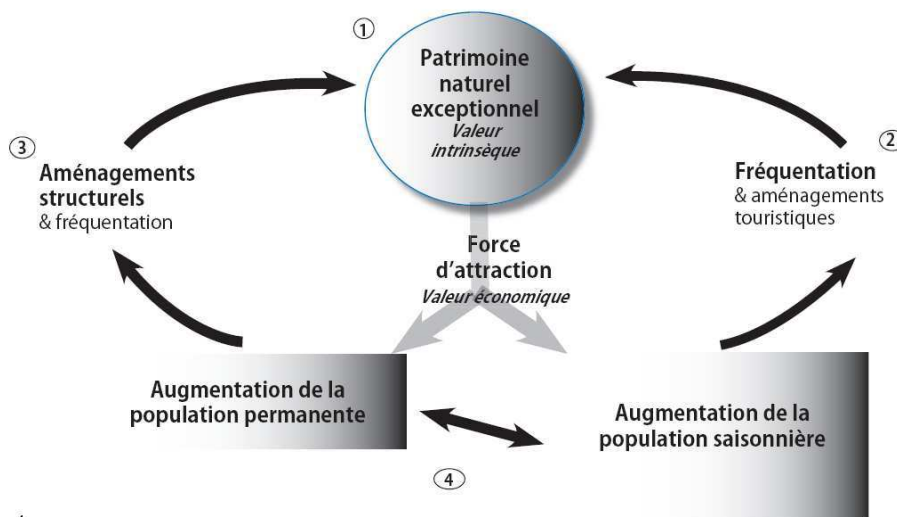 ①
Patrimoine
naturel
exceptionnel
Valeur
intrinsèque
②
Fréquentation
& aménagements
touristiques
③
Aménagements
structurels
& fréquentation
Force
d'attraction
Valeur économique
Augmentation de la
population permanente
Augmentation de la
population saisonnière
④